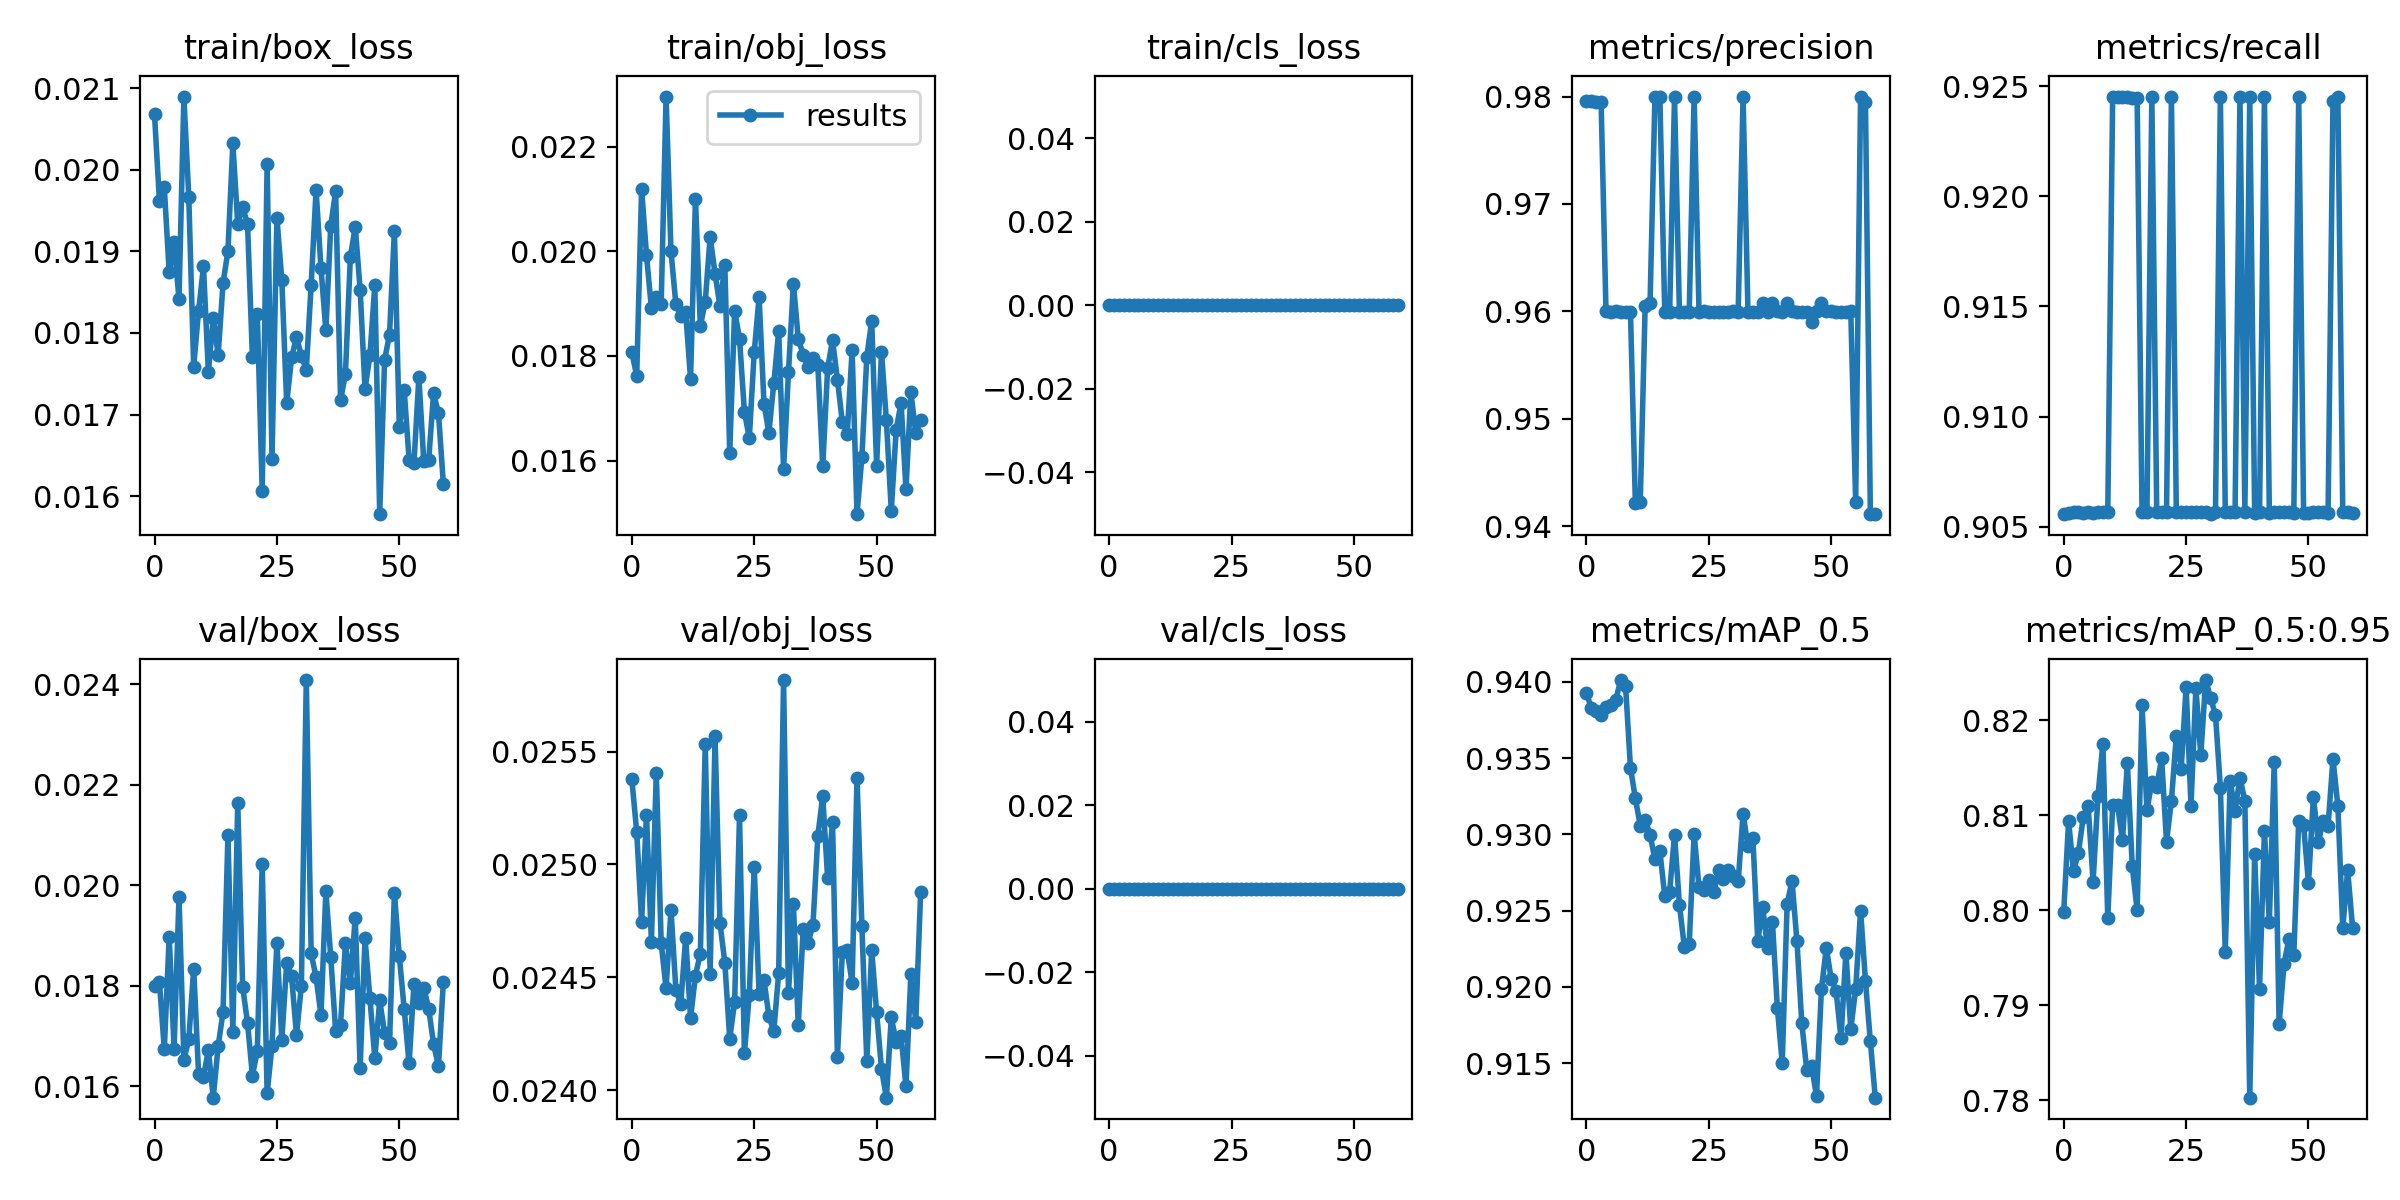 train/box_loss
0.021
0.020
0.019
0.018
0.017
0.016
0 25 50
train/obj_loss
results
0.022
0.020
0.018
0.016
0 25 50
train/cls_loss
0.04
0.02
0.00
−0.02
−0.04
0 25 50
metrics/precision
0.98
0.97
0.96
0.95
0.94
0 25 50
metrics/recall
0.925
0.920
0.915
0.910
0.905
0 25 50
val/box_loss
0.024
0.022
0.020
0.018
0.016
0 25 50
val/obj_loss
0.0255
0.0250
0.0245
0.0240
0 25 50
val/cls_loss
0.04
0.02
0.00
−0.02
−0.04
0 25 50
metrics/mAP_0.5
0.940
0.935
0.930
0.925
0.920
0.915
0 25 50
metrics/mAP_0.5:0.95
0.82
0.81
0.80
0.79
0.78
0 25 50